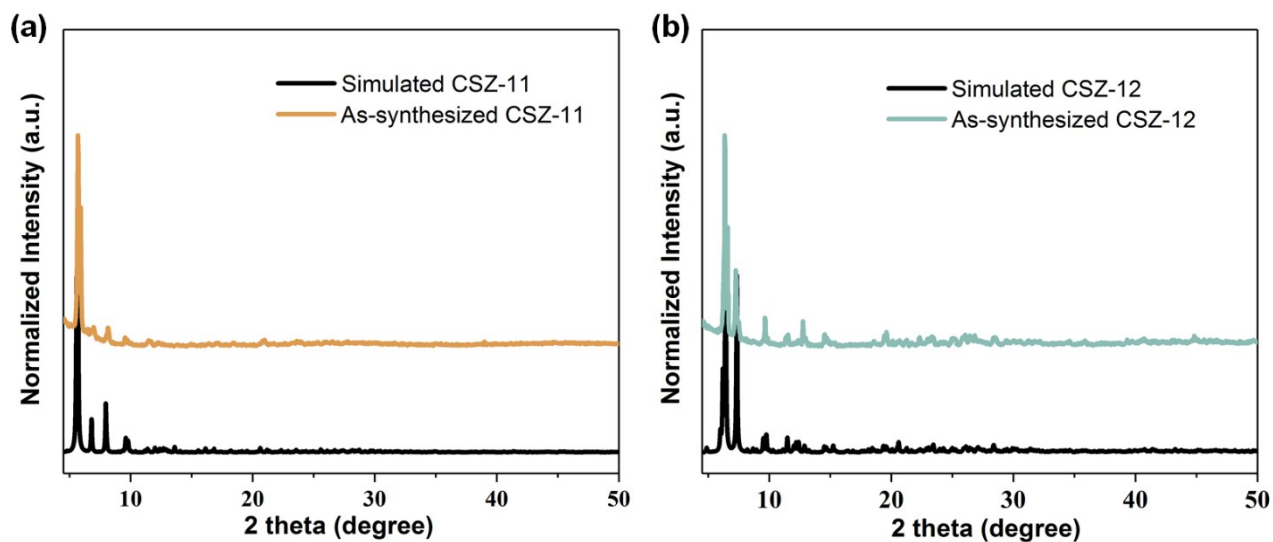 (a)
Normalized Intensity (a.u.)
Simulated CSZ-11
As-synthesized CSZ-11
10
20
30
40
50
2 theta (degree)
(b)
Normalized Intensity (a.u.)
Simulated CSZ-12
As-synthesized CSZ-12
10
20
30
40
50
2 theta (degree)